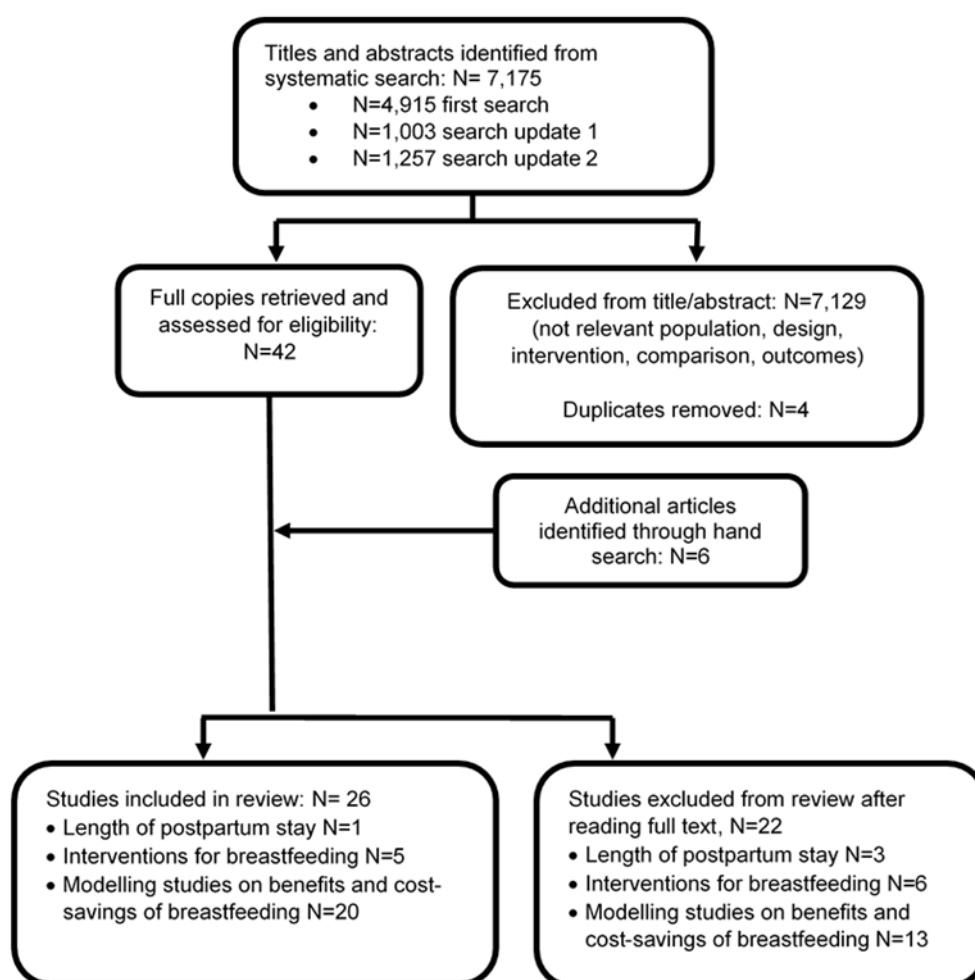 Titles and abstracts identified from
systematic search: N= 7,175
• N=4,915 first search
• N=1,003 search update 1
• N=1,257 search update 2
Full copies retrieved and
assessed for eligibility:
N=42
Excluded from title/abstract: N=7,129
(not relevant population, design,
intervention, comparison, outcomes)
Duplicates removed: N=4
Additional articles
identified through hand
search: N=6
Studies included in review: N= 26
• Length of postpartum stay N=1
• Interventions for breastfeeding N=5
• Modelling studies on benefits and cost-
savings of breastfeeding N=20
Studies excluded from review after
reading full text, N=22
• Length of postpartum stay N=3
• Interventions for breastfeeding N=6
• Modelling studies on benefits and
cost-savings of breastfeeding N=13